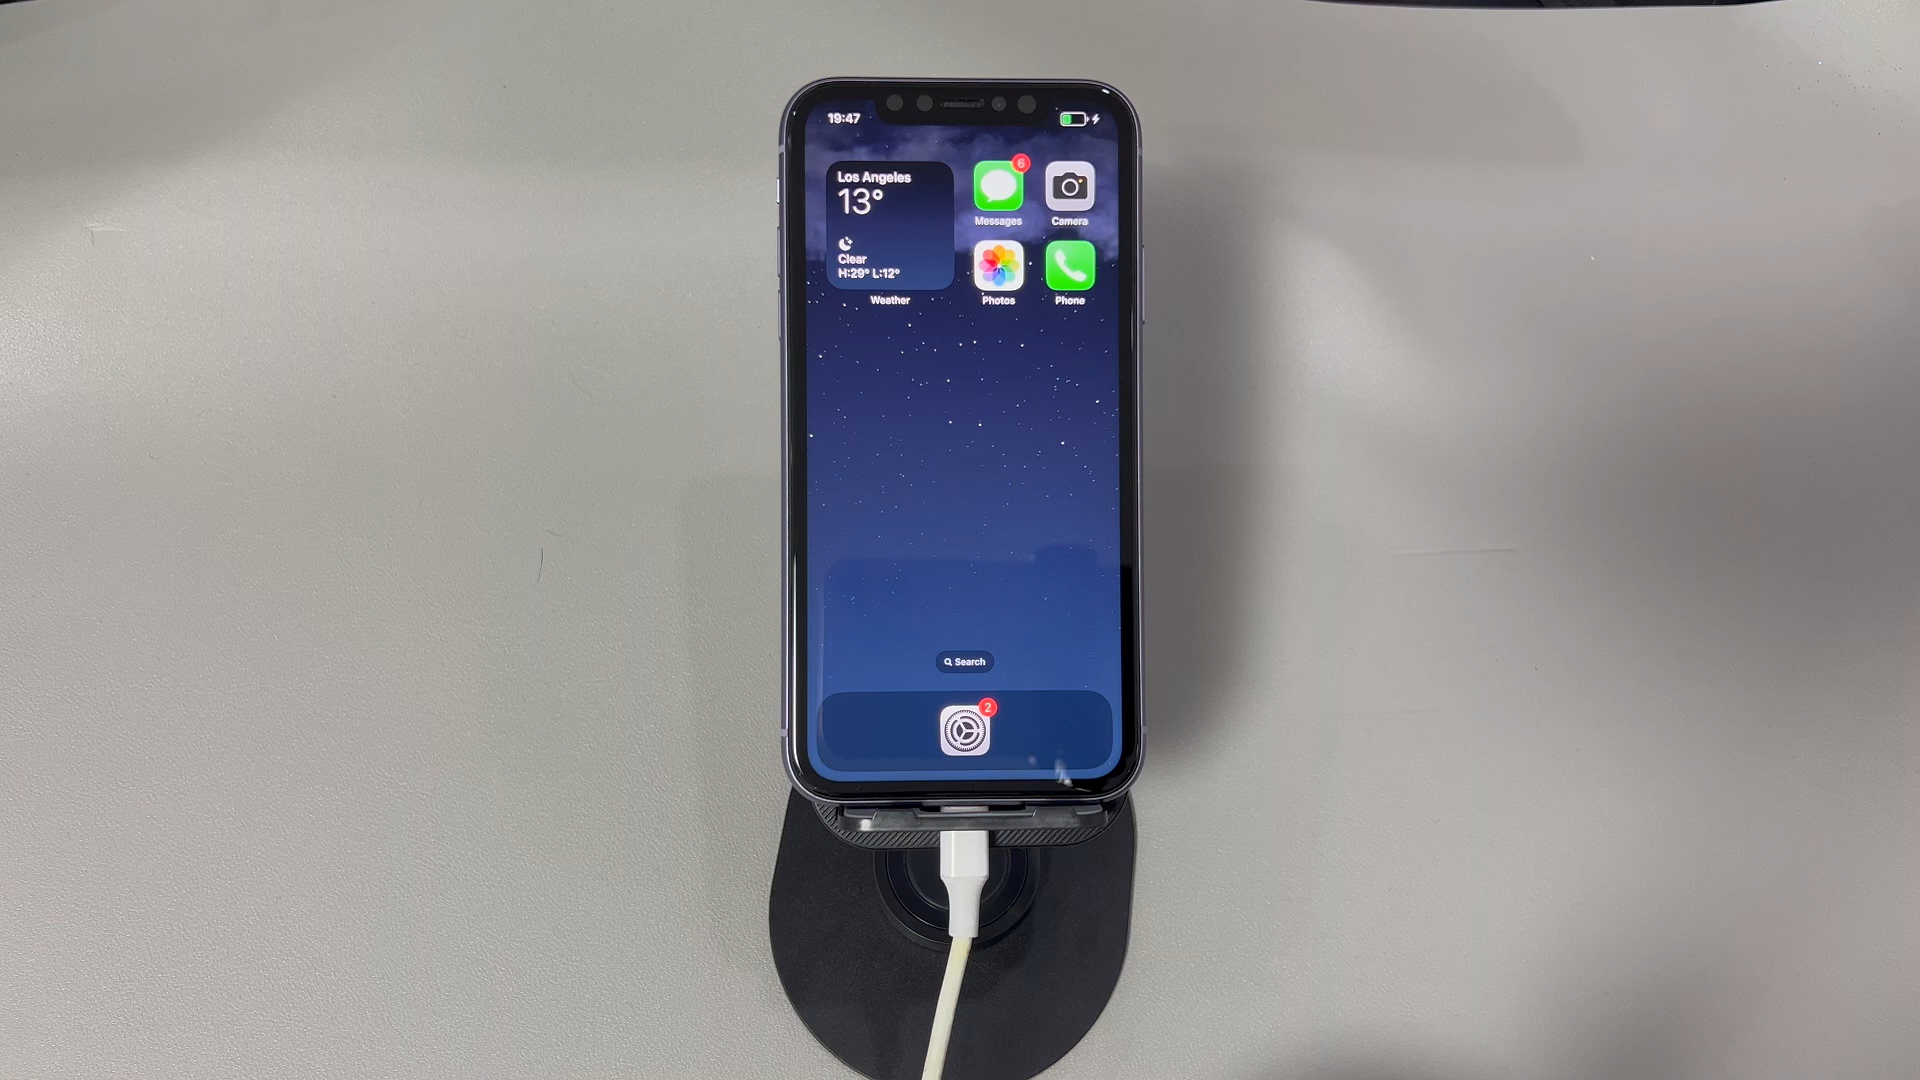 19:47
Los Angeles
13°
Clear
H:29° L:12°
Weather
6
Messages
Camera
Photos
Phone
Search
2